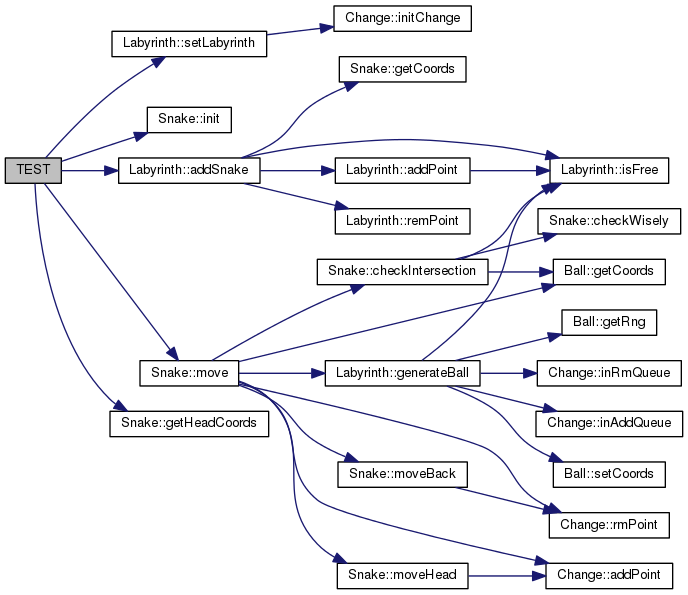 Change::initChange
Labyrinth::setLabyrinth
Snake::getCoords
Snake::init
TEST
Labyrinth::addSnake
Labyrinth::addPoint
Labyrinth::isFree
Labyrinth::remPoint
Snake::checkWisely
Snake::checkIntersection
Ball::getCoords
Ball::getRng
Snake::move
Labyrinth::generateBall
Change::inRmQueue
Snake::getHeadCoords
Change::inAddQueue
Snake::moveBack
Ball::setCoords
Change::rmPoint
Snake::moveHead
Change::addPoint